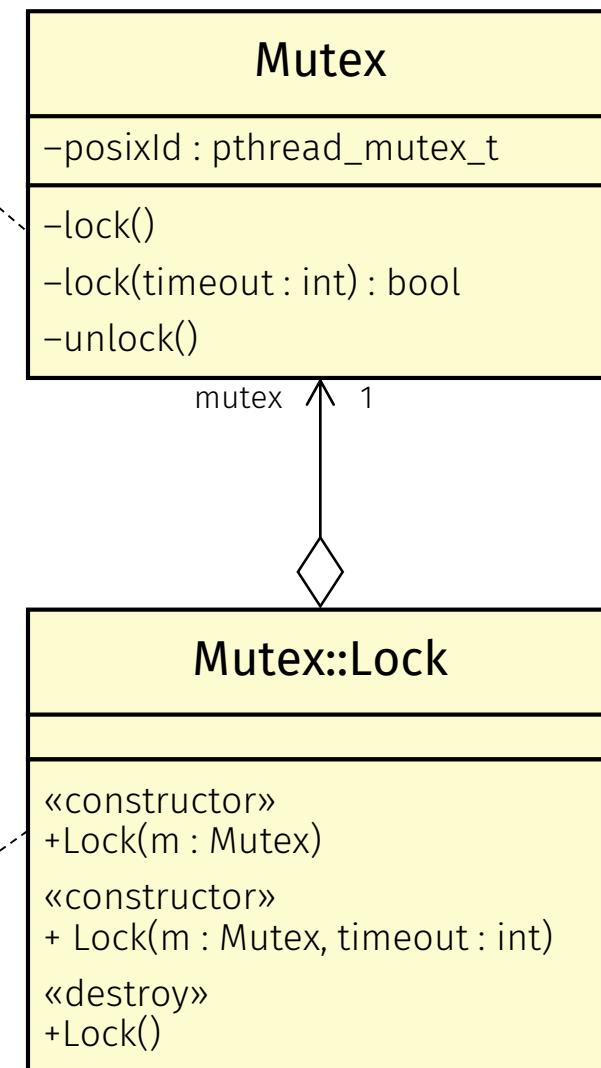 Mutex
–posixId : pthread_mutex_t
–lock()
–lock(timeout : int) : bool
–unlock()
mutex 1
Mutex::Lock
«constructor»
+Lock(m : Mutex)
«constructor»
+ Lock(m : Mutex, timeout : int)
«destroy»
+Lock()